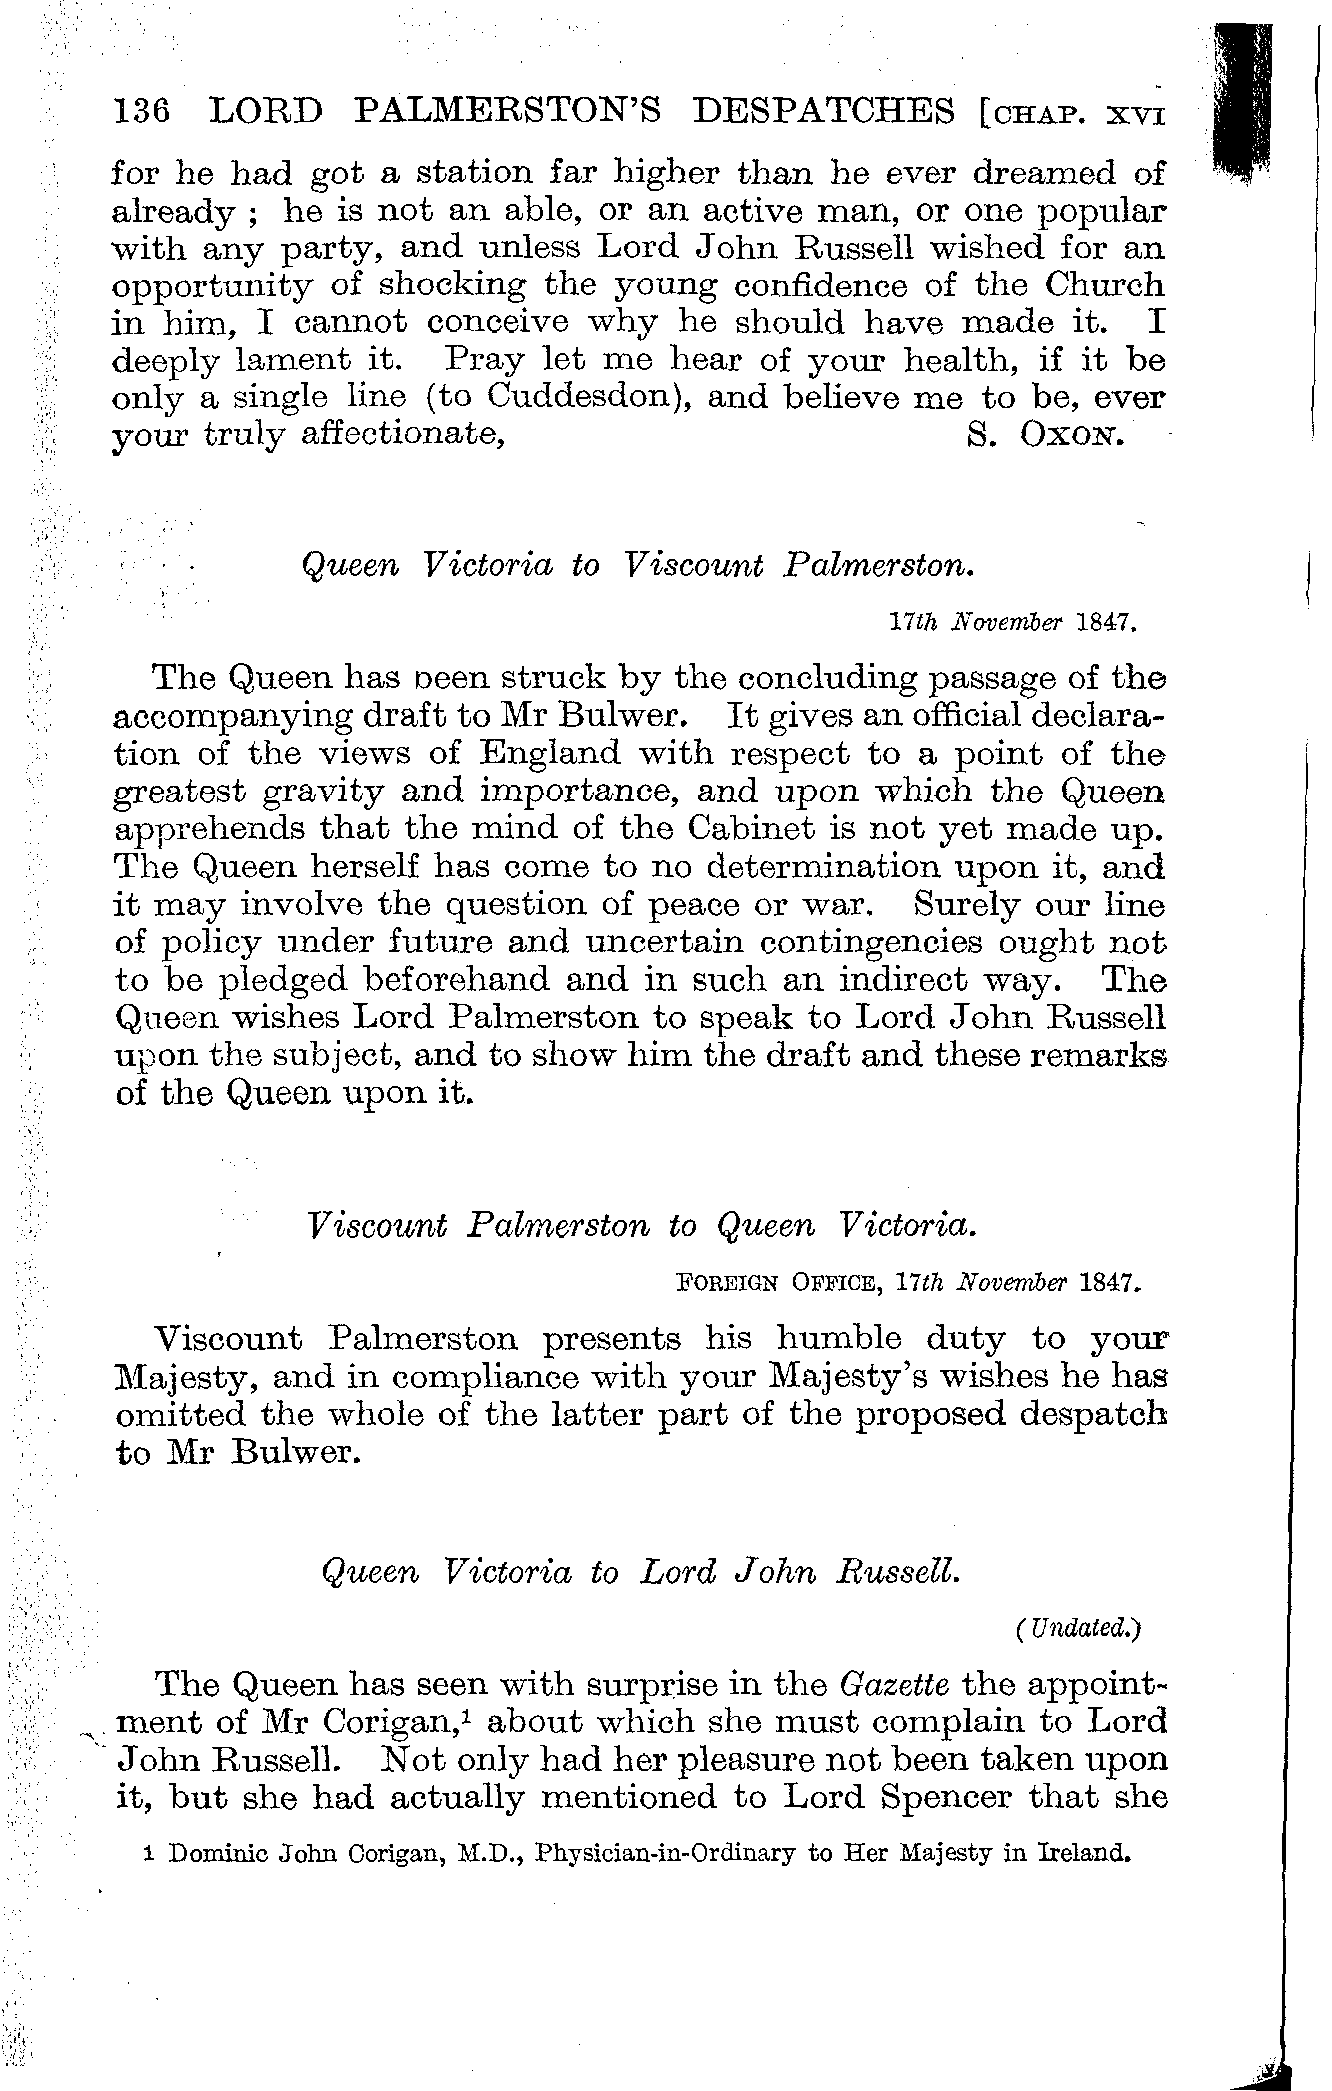 136 LORD PALMERSTON'S DESPATCHES [CHAP. XVI
for he had got a station far higher than he ever dreamed of
already ; he is not an able, or an active man, or one popular
with any party, and unless Lord John Russell wished for an
opportunity of shocking the young confidence of the Church
in him, I cannot conceive why he should have made it. I
deeply lament it. Pray let me hear of your health, if it be
only a single line (to Cuddesdon), and believe me to be, ever
your truly affectionate, S. OXON.
Queen Victoria to Viscount Palmerston.
17th November 1847.
The Queen has been struck by the concluding passage of the
accompanying draft to Mr Bulwer. It gives an official declara-
tion of the views of England with respect to a point of the
greatest gravity and importance, and upon which the Queen
apprehends that the mind of the Cabinet is not yet made up.
The Queen herself has come to no determination upon it, and
it may involve the question of peace or war. Surely our line
of policy under future and uncertain contingencies ought not
to be pledged beforehand and in such an indirect way. The
Queen wishes Lord Palmerston to speak to Lord John Russell
upon the subject, and to show him the draft and these remarks
of the Queen upon it.
Viscount Palmerston to Queen Victoria.
FOREIGN OFFICE, 17th November 1847.
Viscount Palmerston presents his humble duty to your
Majesty, and in compliance with your Majesty's wishes he has
omitted the whole of the latter part of the proposed despatch
to Mr Bulwer.
Queen Victoria to Lord John Russell.
(Undated.)
The Queen has seen with surprise in the Gazette the appoint-
ment of Mr Corigan,¹ about which she must complain to Lord
John Russell. Not only had her pleasure not been taken upon
it, but she had actually mentioned to Lord Spencer that she
1 Dominic John Corigan, M.D., Physician-in-Ordinary to Her Majesty in Ireland.